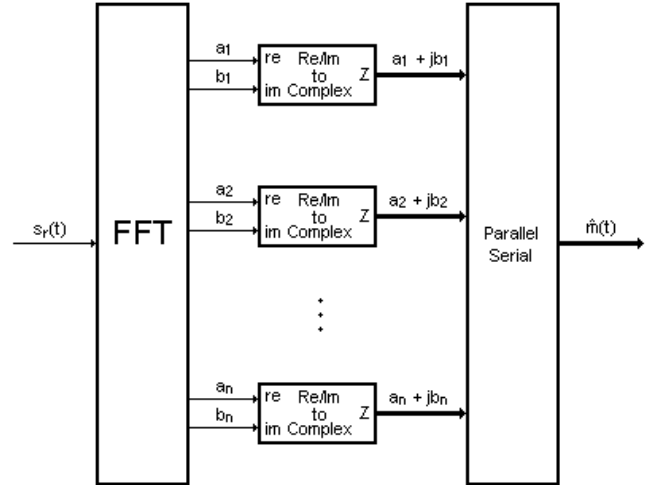 a1
b1
re Re/Im Z
to
im Complex
a1 + jb1
a2
b2
re Re/Im Z
to
im Complex
a2 + jb2
sr(t)
FFT
Parallel
Serial
m̂(t)
an
bn
re Re/Im Z
to
im Complex
an + jbn